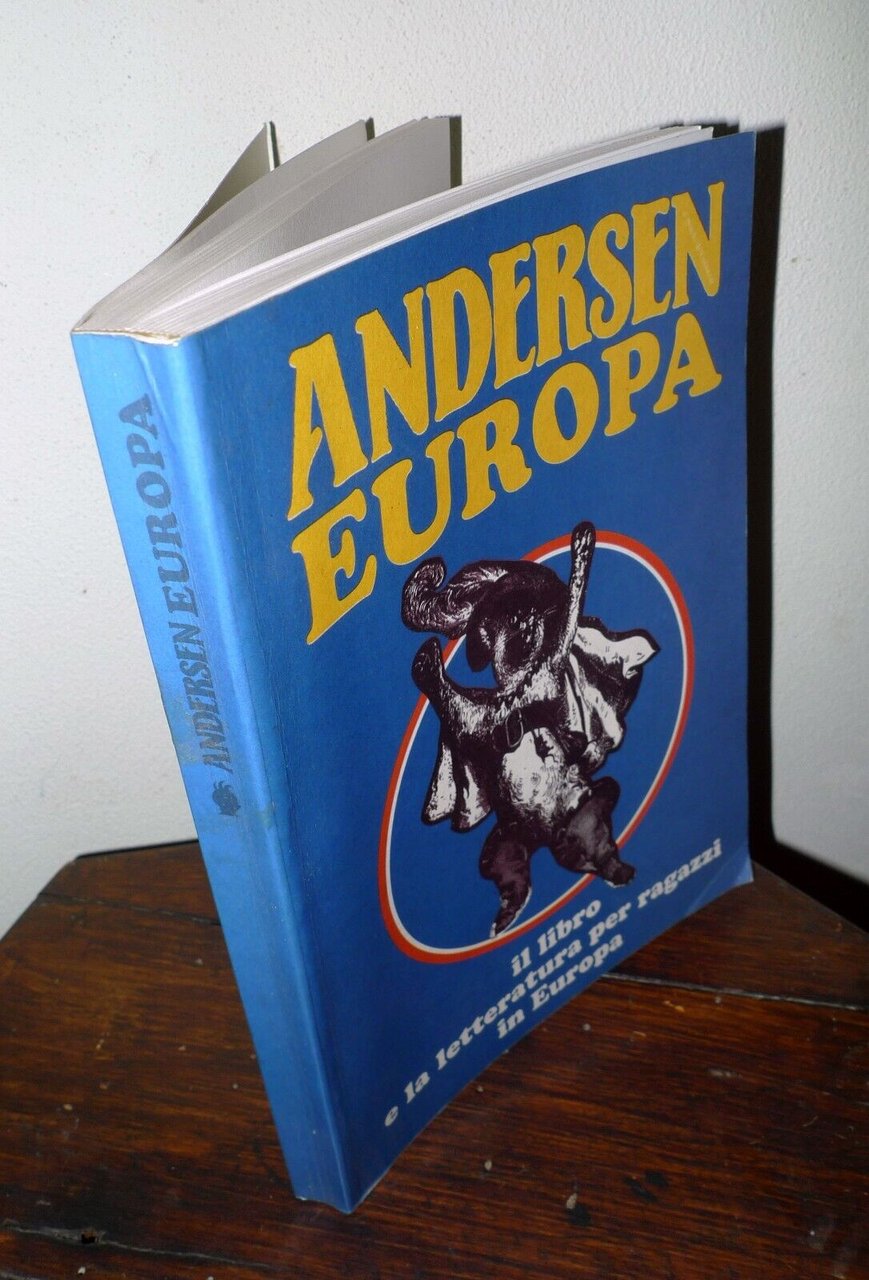 ANDERSEN
EUROPA
il libro
e la letteratura per ragazzi
in Europa
ANDERSEN EUROPA